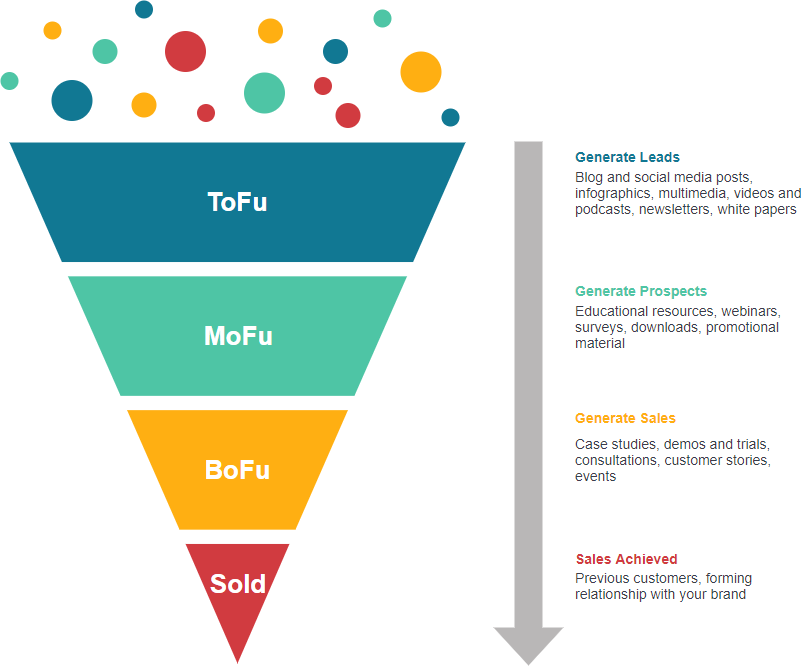 ToFu
Generate Leads
Blog and social media posts,
infographics, multimedia, videos and
podcasts, newsletters, white papers
MoFu
Generate Prospects
Educational resources, webinars,
surveys, downloads, promotional
material
BoFu
Generate Sales
Case studies, demos and trials,
consultations, customer stories,
events
Sold
Sales Achieved
Previous customers, forming
relationship with your brand